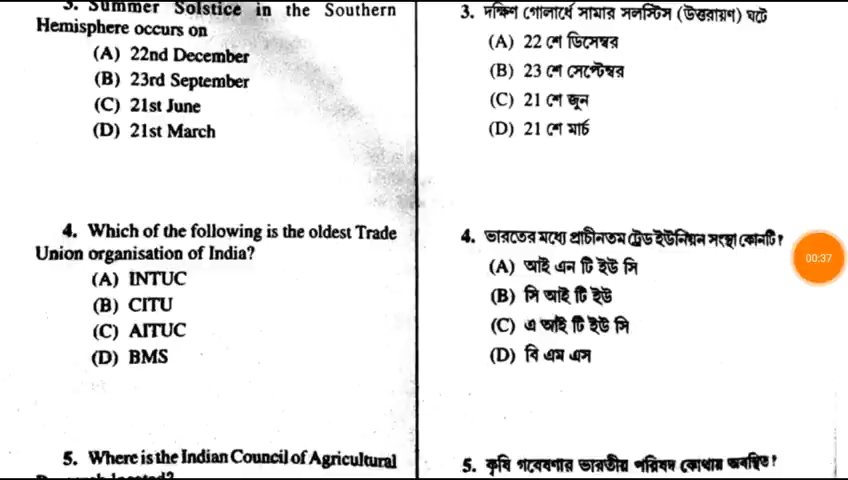 3. Summer Solstice in the Southern
Hemisphere occurs on
(A) 22nd December
(B) 23rd September
(C) 21st June
(D) 21st March
4. Which of the following is the oldest Trade
Union organisation of India?
(A) INTUC
(B) CITU
(C) AITUC
(D) BMS
5. Where is the Indian Council of Agricultural
3. দক্ষিণ গোলার্ধে সামার সলস্টিস (উত্তরায়ণ) ঘটে
(A) 22 শে ডিসেম্বর
(B) 23 শে সেপ্টেম্বর
(C) 21 শে জুন
(D) 21 শে মার্চ
4. ভারতের মধ্যে প্রাচীনতম ট্রেড ইউনিয়ন সংস্থা কোনটি?
(A) আই এন টি ইউ সি
(B) সি আই টি ইউ
(C) এ আই টি ইউ সি
(D) বি এম এস
5. কৃষি গবেষণার ভারতীয় পরিষদ কোথায় অবস্থিত?
00:37